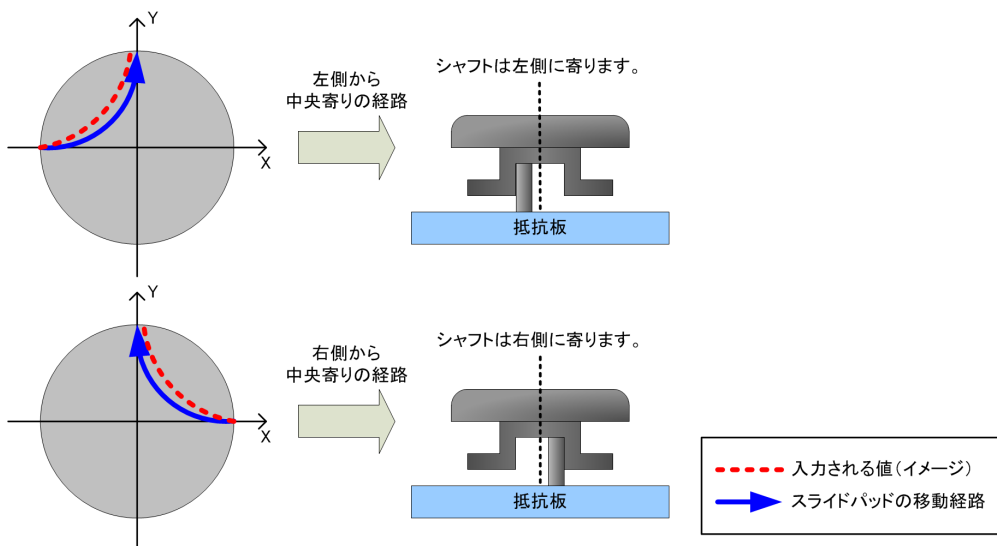 Y
X
左側から
中央寄りの経路
シャフトは左側に寄ります。
抵抗板
Y
X
右側から
中央寄りの経路
シャフトは右側に寄ります。
抵抗板
入力される値（イメージ）
スライドパッドの移動経路